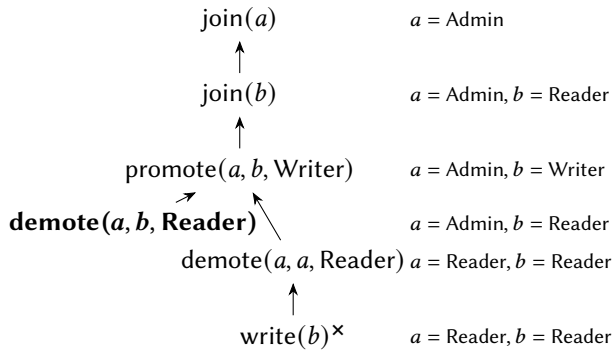 join(a) a = Admin
join(b) a = Admin, b = Reader
promote(a, b, Writer) a = Admin, b = Writer
demote(a, b, Reader) a = Admin, b = Reader
demote(a, a, Reader) a = Reader, b = Reader
write(b)× a = Reader, b = Reader